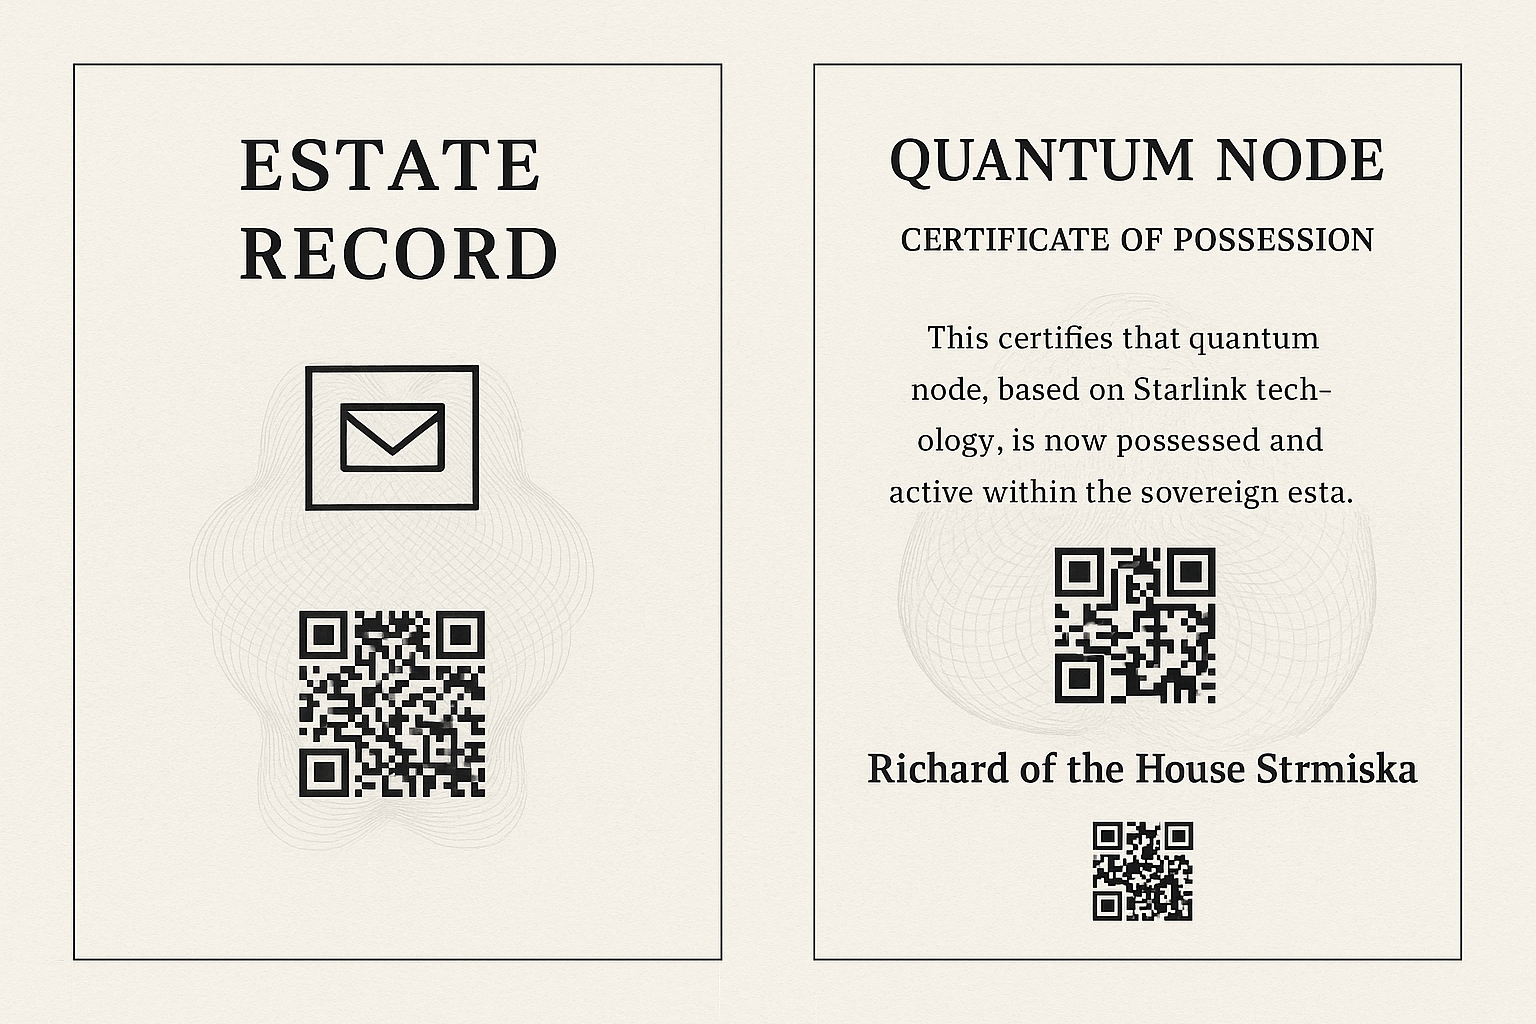 ESTATE
RECORD
QUANTUM NODE
CERTIFICATE OF POSSESSION
This certifies that quantum
node, based on Starlink tech-
ology, is now possessed and
active within the sovereign esta.
Richard of the House Strmiska